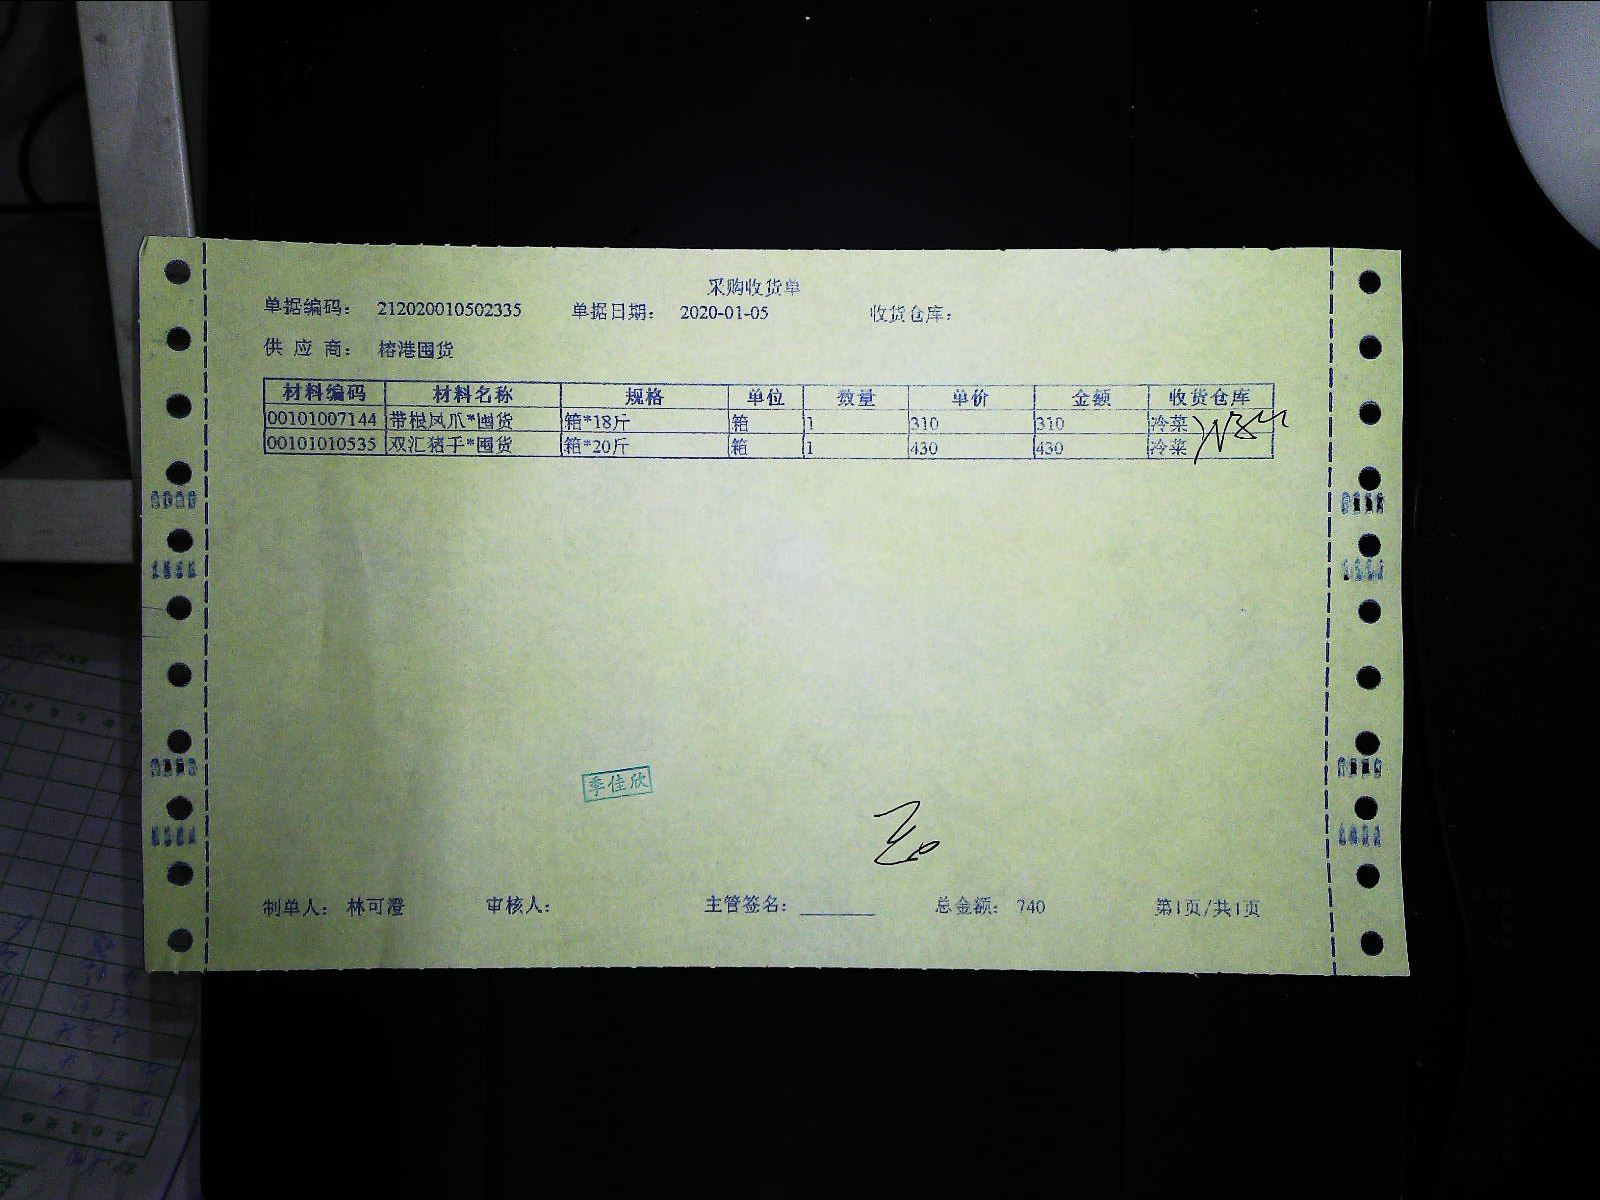 采购收货单
单据编码: 212020010502335 单据日期: 2020-01-05 收货仓库:
供应商: 榕港囤货
材料编码 材料名称 规格 单位 数量 单价 金额 收货仓库
00101007144 带根凤爪*囤货 箱*18斤 箱 1 310 310 冷菜
00101010535 双汇猪手*囤货 箱*20斤 箱 1 430 430 冷菜
季佳欣
制单人: 林可澄 审核人: 主管签名: 总金额: 740 第1页/共1页